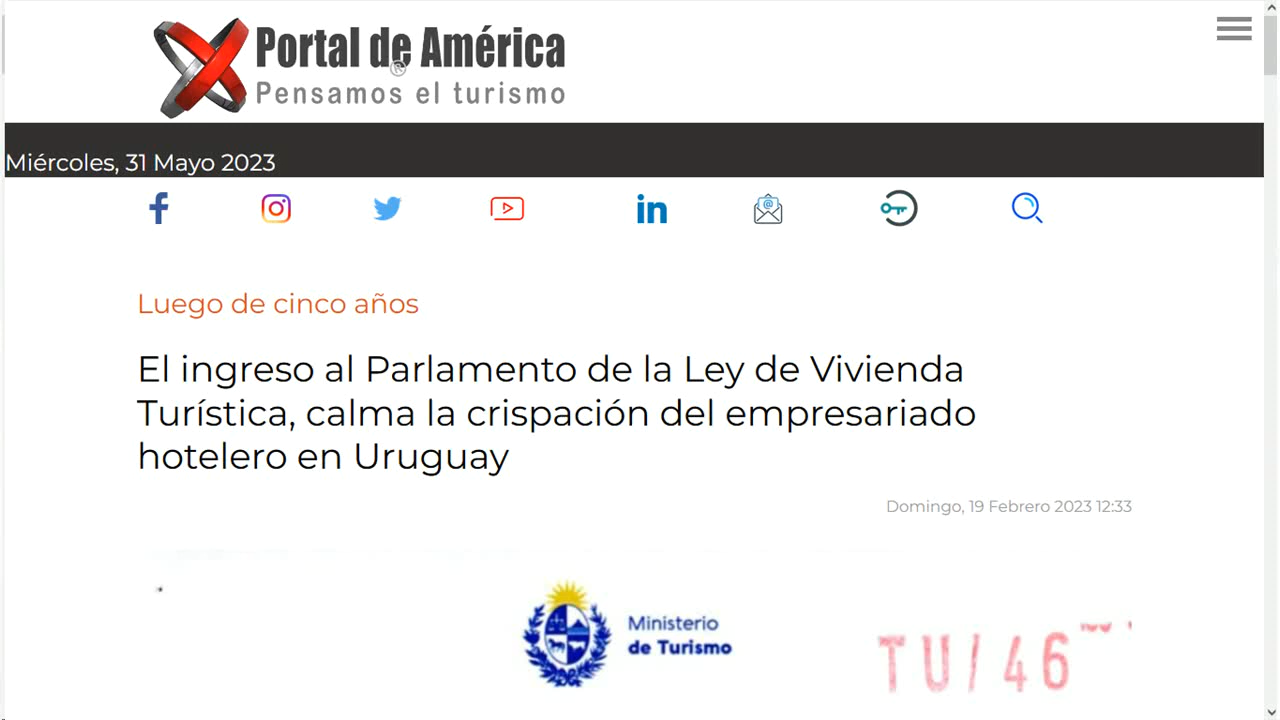 Portal de América
Pensamos el turismo
Miércoles, 31 Mayo 2023
Luego de cinco años
El ingreso al Parlamento de la Ley de Vivienda
Turística, calma la crispación del empresariado
hotelero en Uruguay
Domingo, 19 Febrero 2023 12:33
Ministerio
de Turismo
TU/46